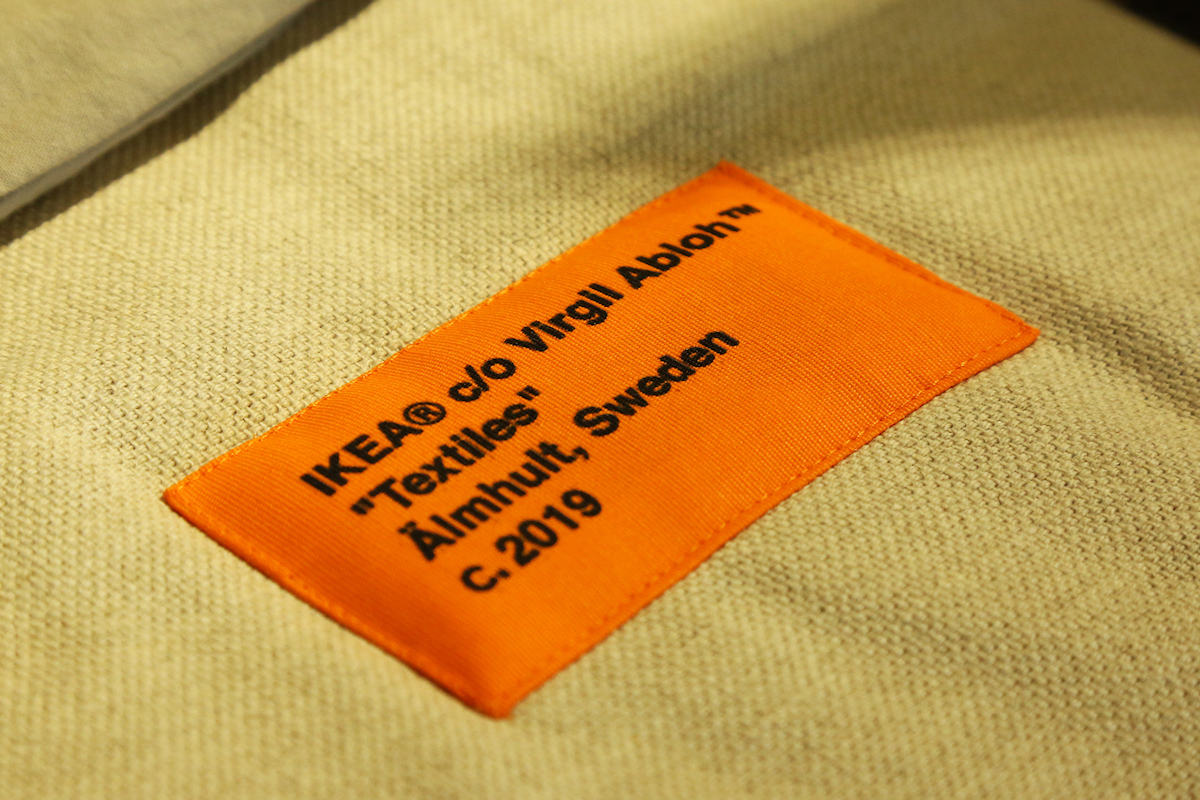 IKEA® c/o Virgil Abloh™
"Textiles"
Älmhult, Sweden
C. 2019